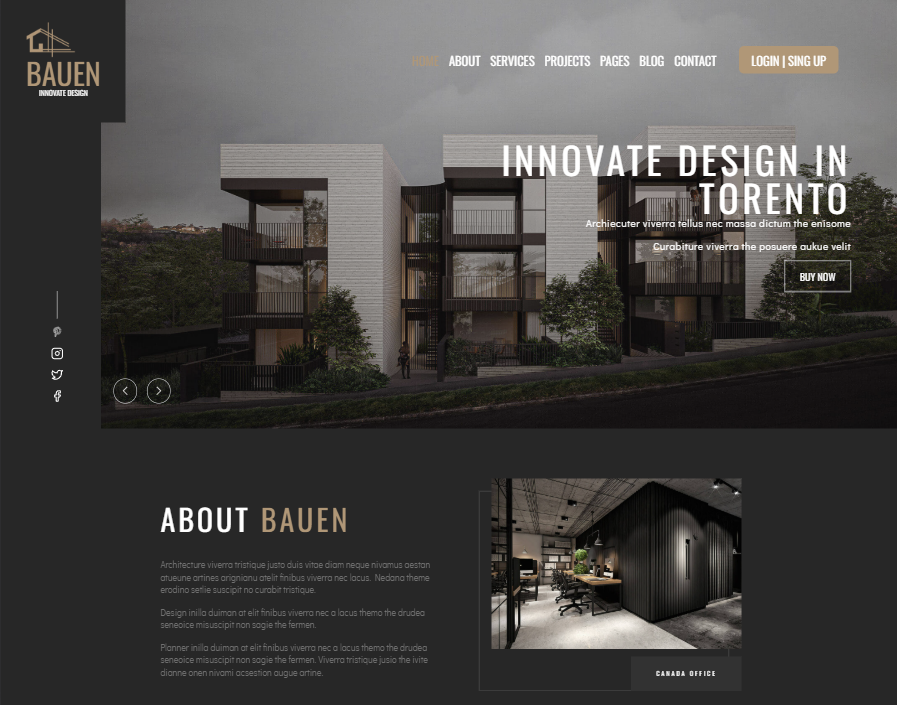 BAUEN
INNOVATE DESIGN
HOME ABOUT SERVICES PROJECTS PAGES BLOG CONTACT LOGIN | SING UP
INNOVATE DESIGN IN
TORENTO
Archiecuter viverra tellus nec massa dictum the enisome
Curabiture viverra the posuere aukue velit
BUY NOW
ABOUT BAUEN
Architecture viverra tristique justo duis vitae diam neque nivamus aestan
atueune artines arignianu atelit finibus viverra nec lacus. Nedana theme
erodino setlie suscipit no curabit tristique.
Design inilla duiman at elit finibus viverra nec a lacus themo the drudea
seneoice misuscipit non sagie the fermen.
Planner inilla duiman at elit finibus viverra nec a lacus themo the drudea
seneoice misuscipit non sagie the fermen. Viverra tristique jusio the ivite
dianne onen nivami acsestion augue artine.
CANADA OFFICE